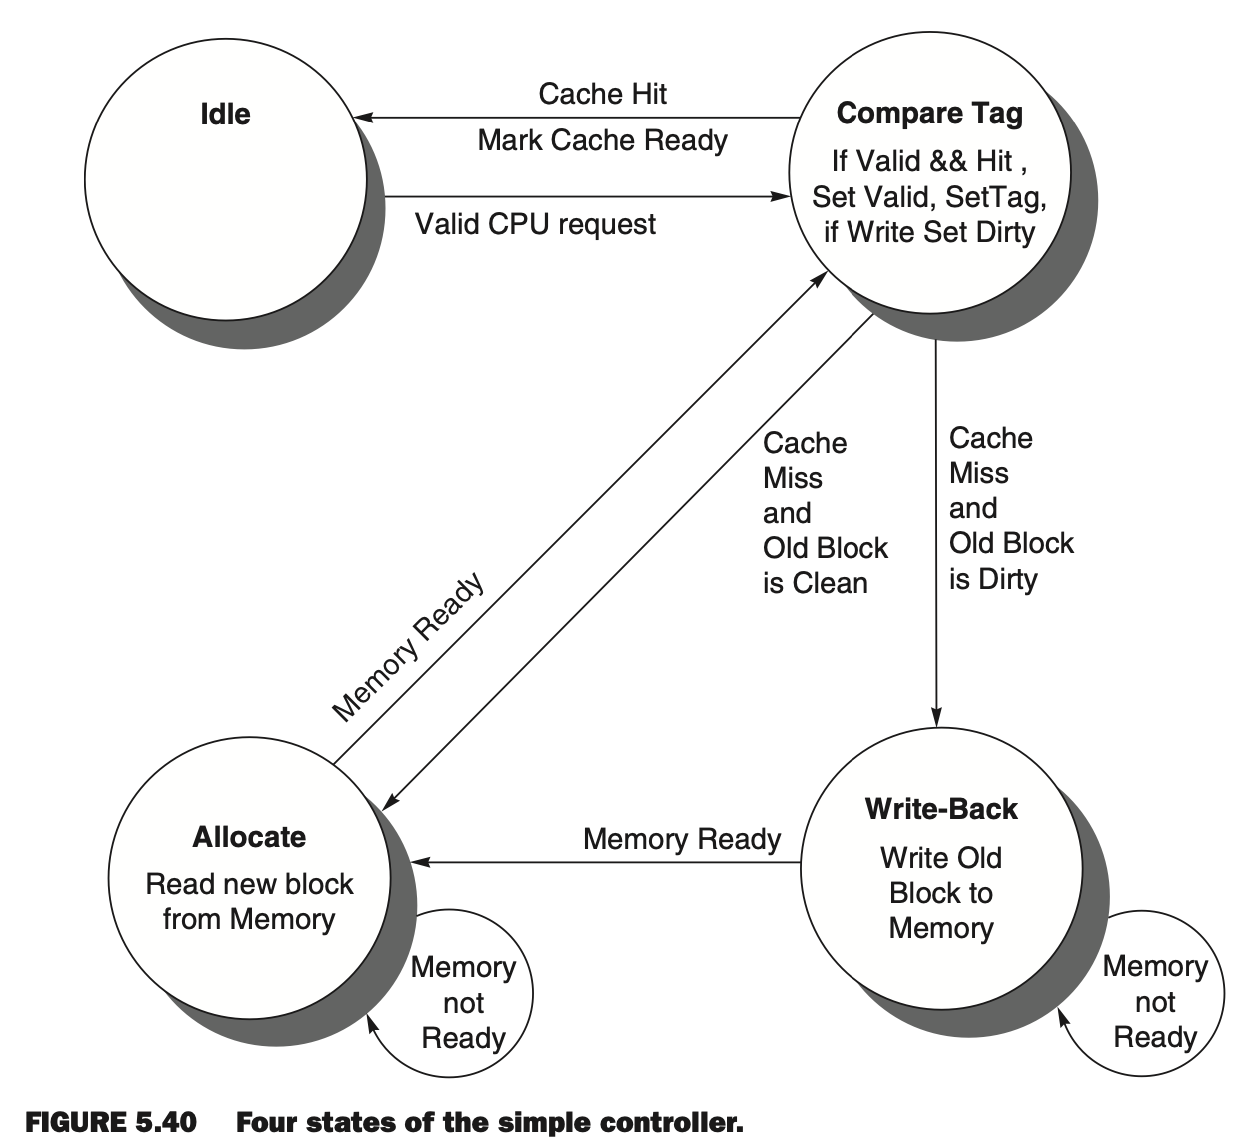 Idle
Cache Hit
Mark Cache Ready
Valid CPU request
Compare Tag
If Valid && Hit ,
Set Valid, SetTag,
if Write Set Dirty
Cache
Miss
and
Old Block
is Clean
Cache
Miss
and
Old Block
is Dirty
Memory Ready
Allocate
Read new block
from Memory
Memory
not
Ready
Memory Ready
Write-Back
Write Old
Block to
Memory
Memory
not
Ready
FIGURE 5.40 Four states of the simple controller.